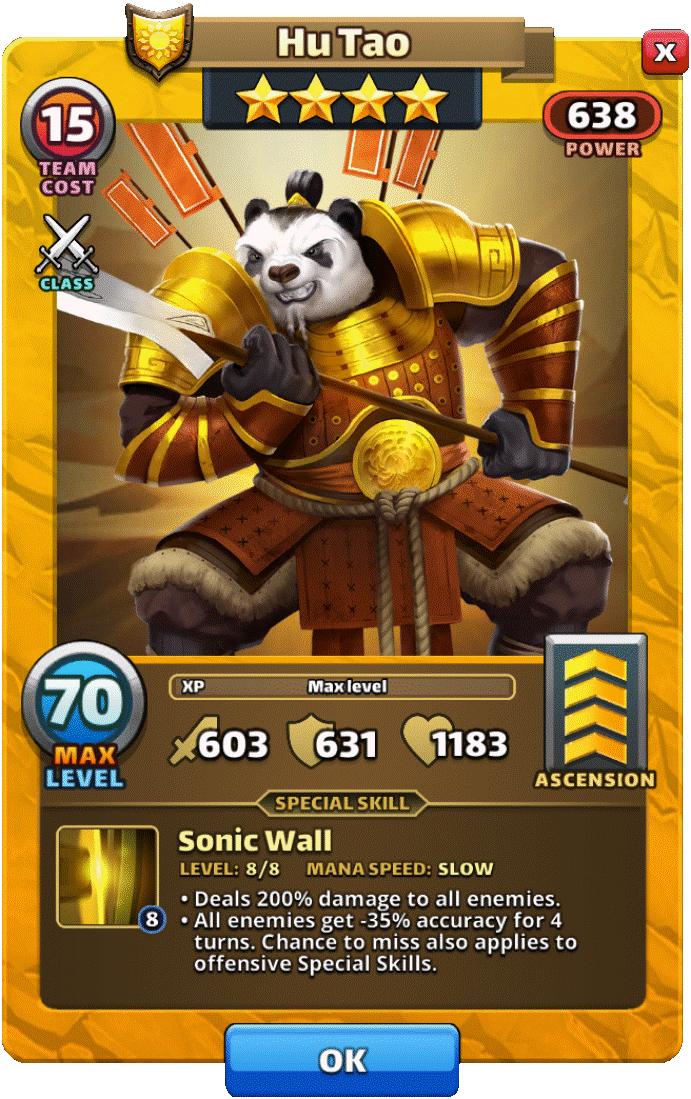 Hu Tao
X
15
TEAM
COST
638
POWER
CLASS
70
MAX
LEVEL
XP Max level
603 631 1183
ASCENSION
SPECIAL SKILL
Sonic Wall
LEVEL: 8/8 MANA SPEED: SLOW
8
• Deals 200% damage to all enemies.
• All enemies get -35% accuracy for 4
turns. Chance to miss also applies to
offensive Special Skills.
OK